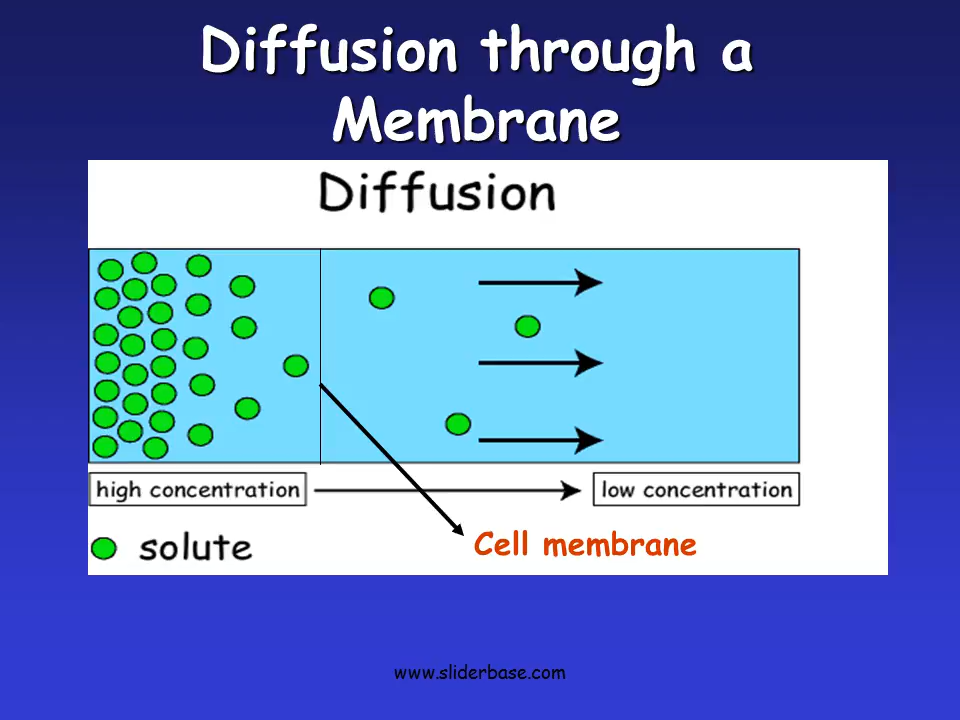 Diffusion through a
Membrane
Diffusion
high concentration
low concentration
solute
Cell membrane
www.sliderbase.com